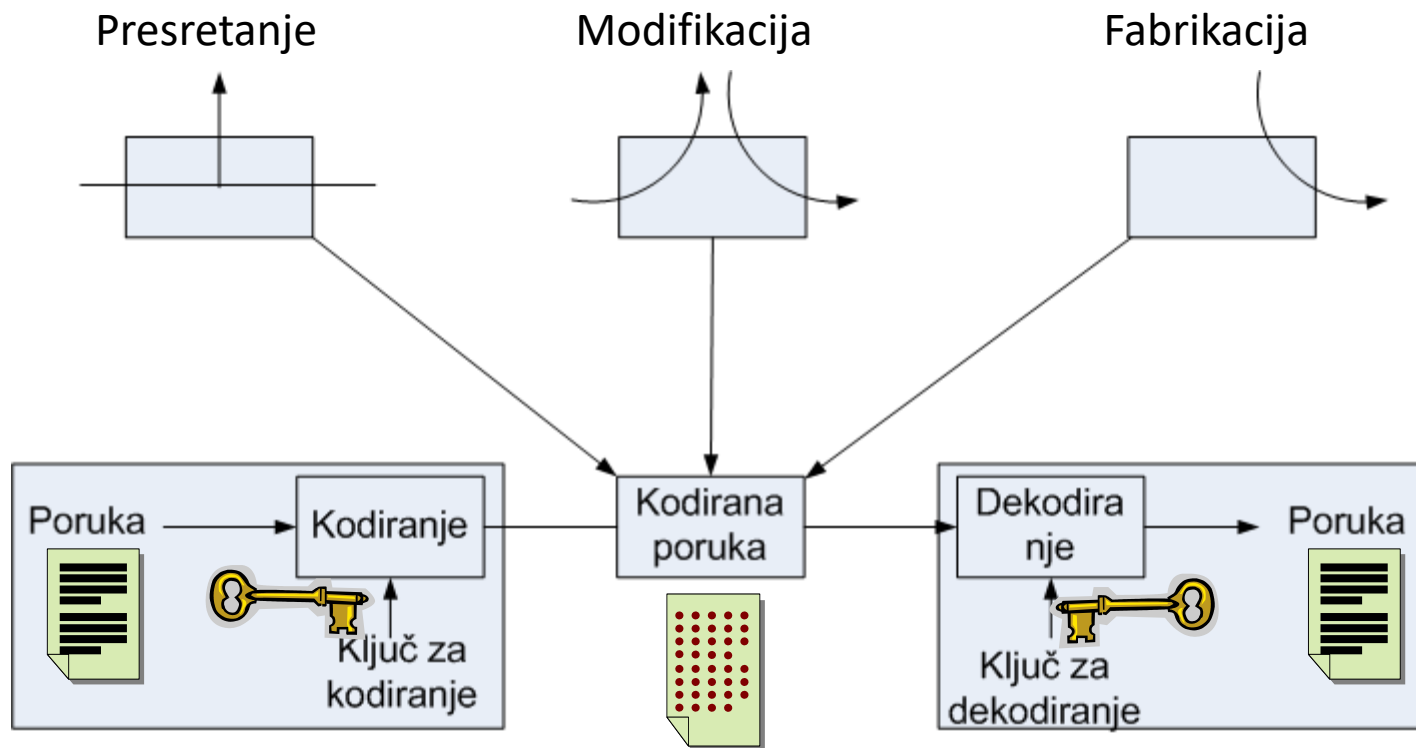 Presretanje
Modifikacija
Fabrikacija
Poruka
Kodiranje
Ključ za
kodiranje
Kodirana
poruka
Dekodira
nje
Ključ za
dekodiranje
Poruka